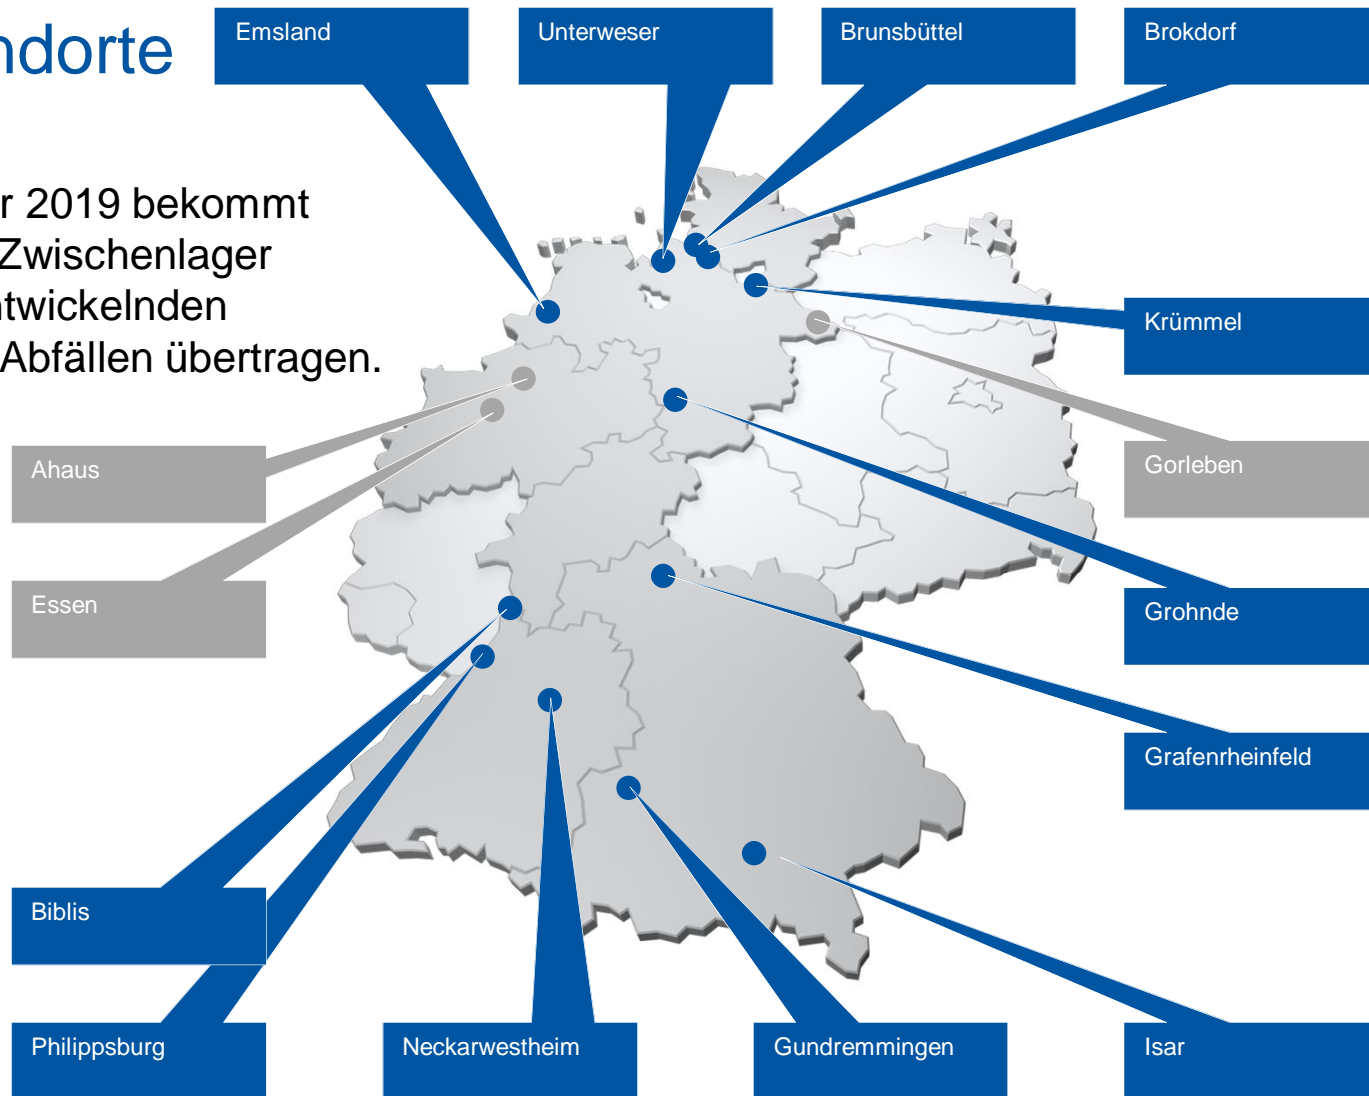 ndorte
r 2019 bekommt
Zwischenlager
ntwickelnden
Abfällen übertragen.
Emsland
Unterweser
Brunsbüttel
Brokdorf
Krümmel
Ahaus
Gorleben
Essen
Grohnde
Grafenrheinfeld
Biblis
Philippsburg
Neckarwestheim
Gundremmingen
Isar